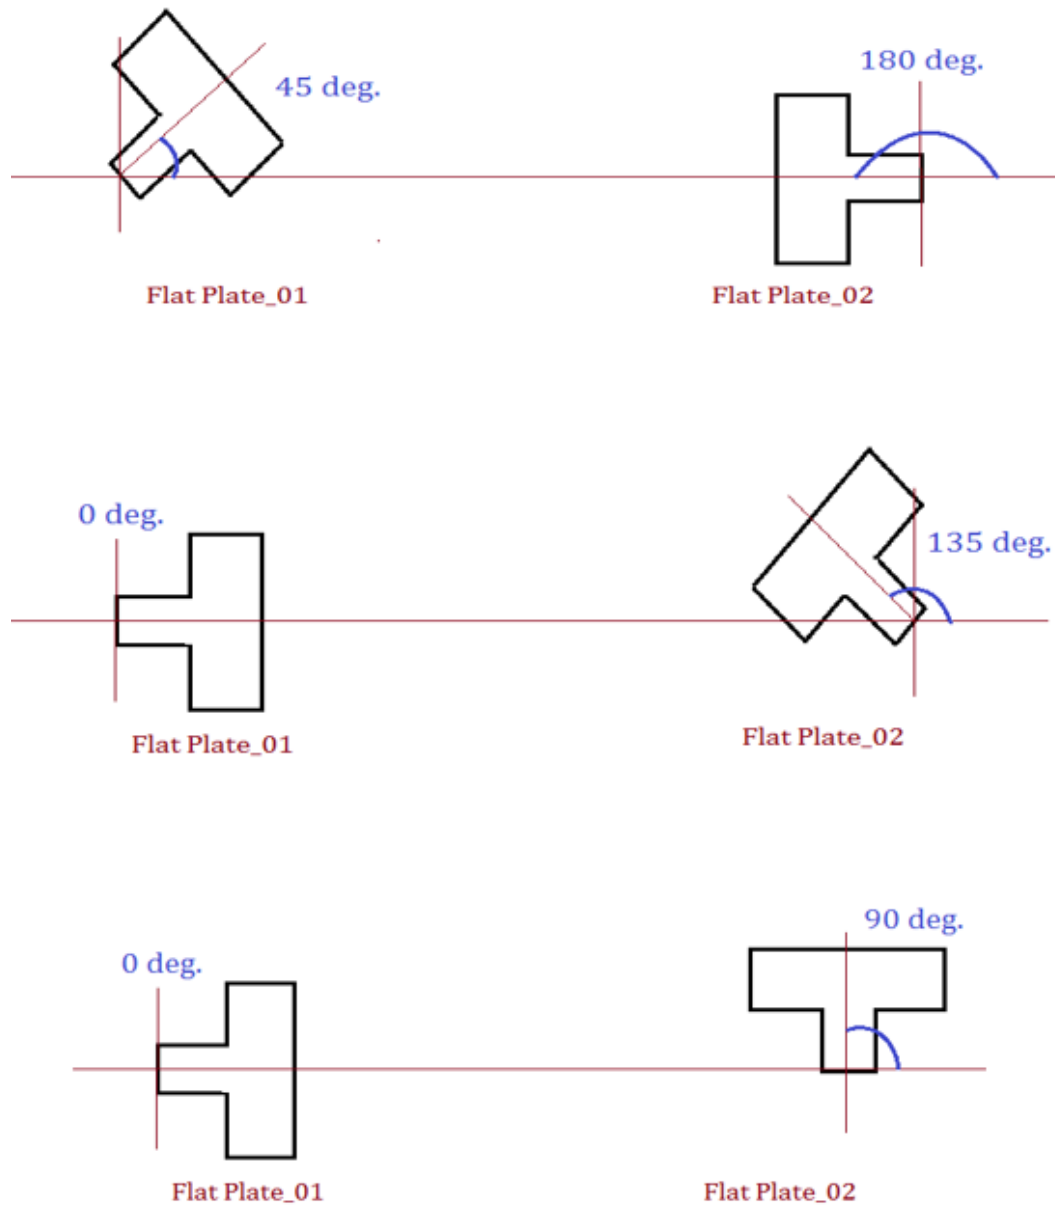 45 deg.
180 deg.
Flat Plate_01
Flat Plate_02
0 deg.
135 deg.
Flat Plate_01
Flat Plate_02
0 deg.
90 deg.
Flat Plate_01
Flat Plate_02